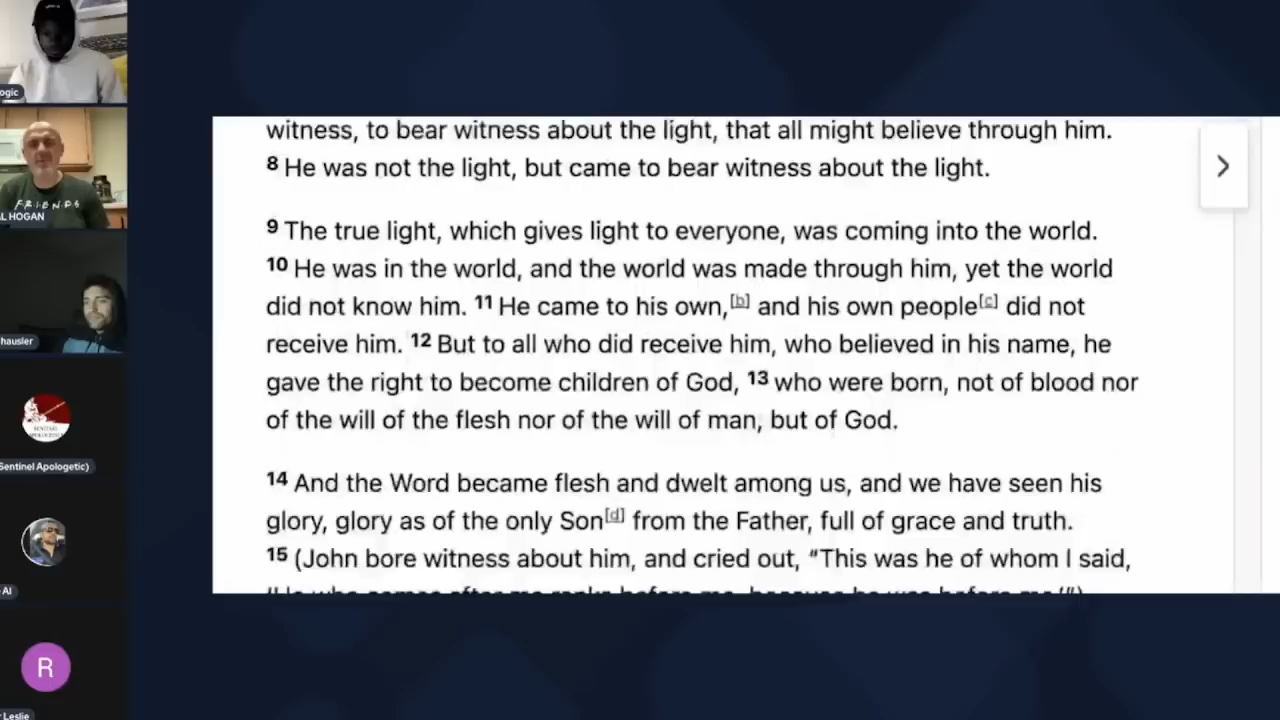 ogic
AL HOGAN
FRIENDS
hausler
Sentinel Apologetic)
AI
R
Leslie
witness, to bear witness about the light, that all might believe through him.
8 He was not the light, but came to bear witness about the light.
9 The true light, which gives light to everyone, was coming into the world.
10 He was in the world, and the world was made through him, yet the world
did not know him. 11 He came to his own,[b] and his own people[c] did not
receive him. 12 But to all who did receive him, who believed in his name, he
gave the right to become children of God, 13 who were born, not of blood nor
of the will of the flesh nor of the will of man, but of God.
14 And the Word became flesh and dwelt among us, and we have seen his
glory, glory as of the only Son[d] from the Father, full of grace and truth.
15 (John bore witness about him, and cried out, “This was he of whom I said,